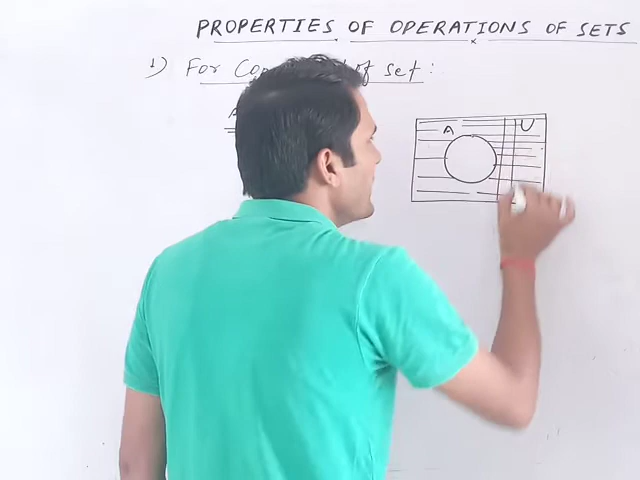 PROPERTIES OF OPERATIONS OF SETS
1) For of set :
A U